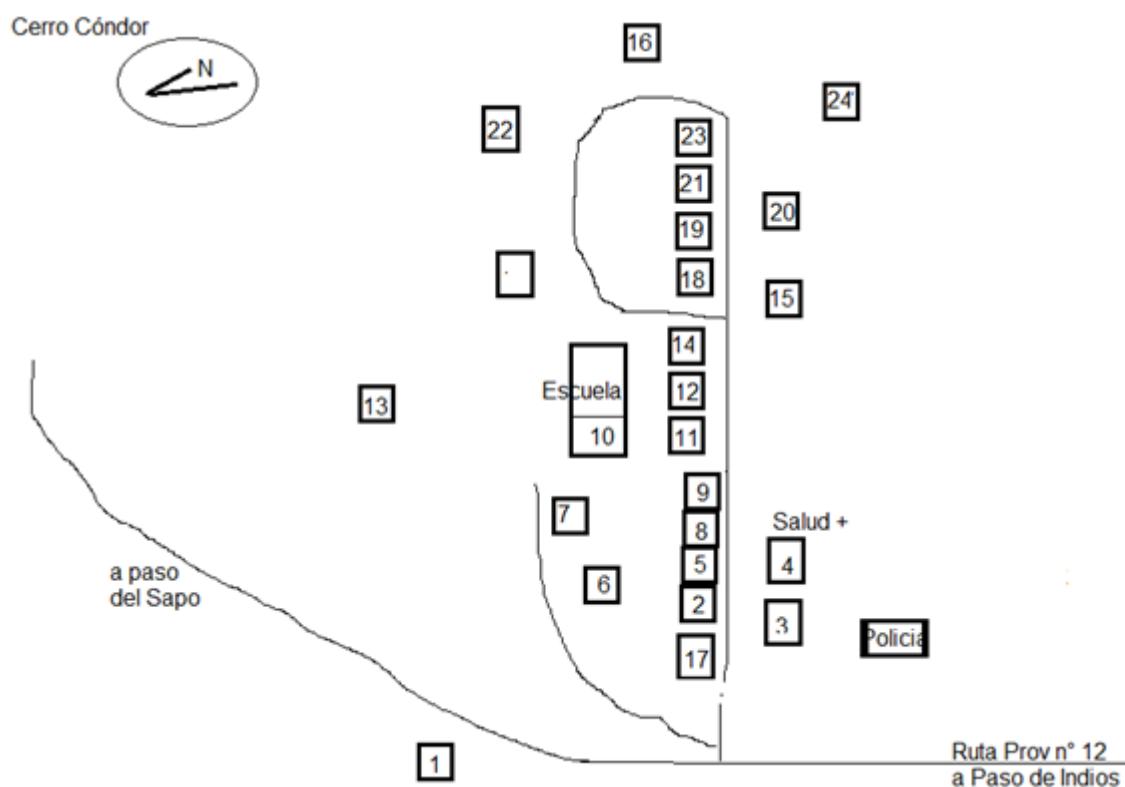 Cerro Cóndor
N
16
24
22
23
21
20
19
18
15
14
Escuela
12
13
10
11
9
7
Salud +
8
5
4
a paso
del Sapo
6
2
3
Policia
17
Ruta Prov n° 12
1
a Paso de Indios